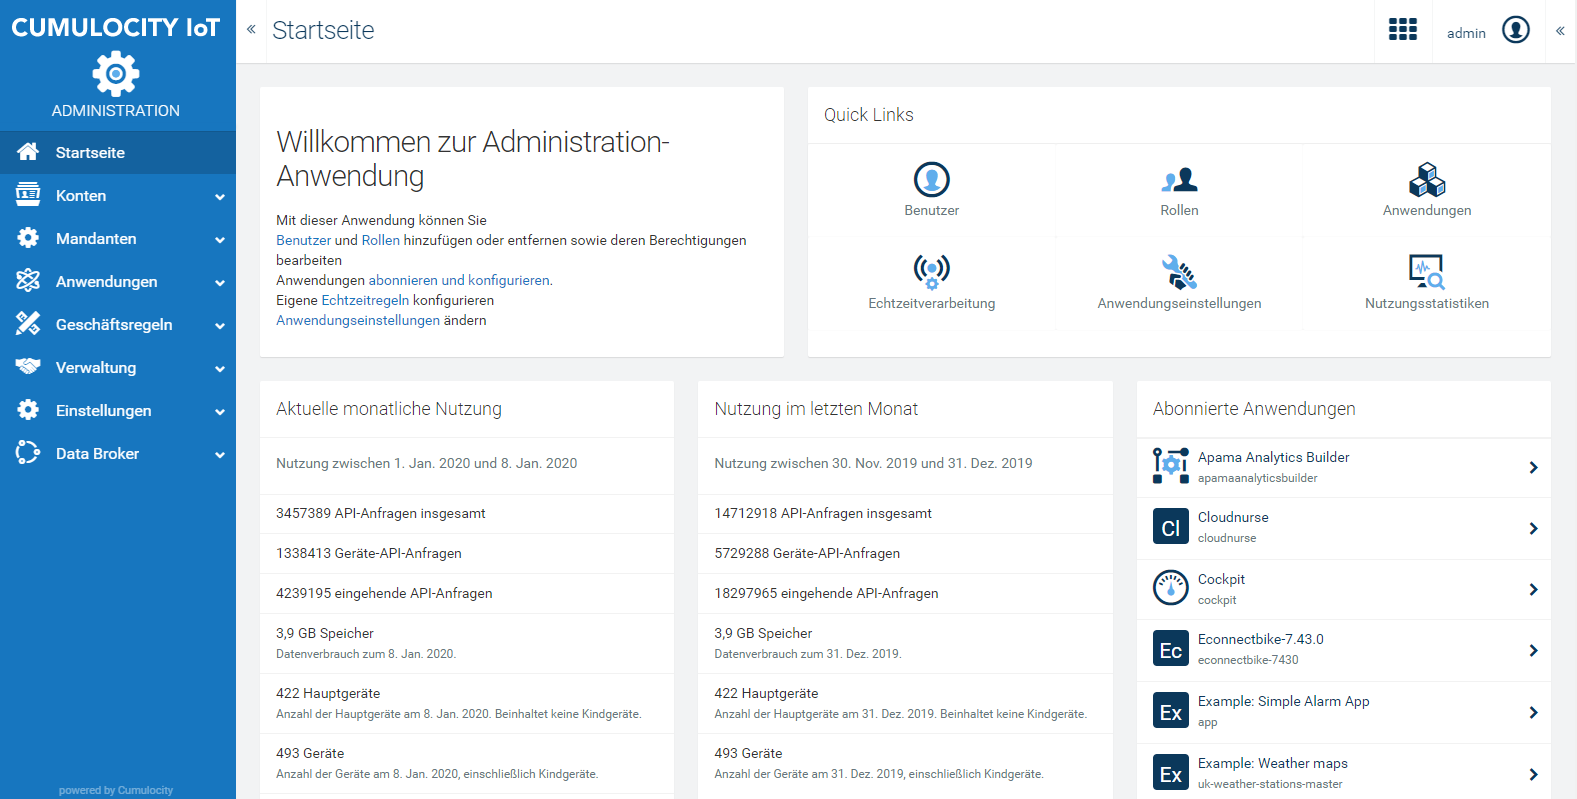 CUMULOCITY IoT
ADMINISTRATION
Startseite
Konten
Mandanten
Anwendungen
Geschäftsregeln
Verwaltung
Einstellungen
Data Broker
powered by Cumulocity
« Startseite
admin
«
Willkommen zur Administration-
Anwendung
Mit dieser Anwendung können Sie
Benutzer und Rollen hinzufügen oder entfernen sowie deren Berechtigungen
bearbeiten
Anwendungen abonnieren und konfigurieren.
Eigene Echtzeitregeln konfigurieren
Anwendungseinstellungen ändern
Quick Links
Benutzer
Rollen
Anwendungen
Echtzeitverarbeitung
Anwendungseinstellungen
Nutzungsstatistiken
Aktuelle monatliche Nutzung
Nutzung zwischen 1. Jan. 2020 und 8. Jan. 2020
3457389 API-Anfragen insgesamt
1338413 Geräte-API-Anfragen
4239195 eingehende API-Anfragen
3,9 GB Speicher
Datenverbrauch zum 8. Jan. 2020.
422 Hauptgeräte
Anzahl der Hauptgeräte am 8. Jan. 2020. Beinhaltet keine Kindgeräte.
493 Geräte
Anzahl der Geräte am 8. Jan. 2020, einschließlich Kindgeräte.
Nutzung im letzten Monat
Nutzung zwischen 30. Nov. 2019 und 31. Dez. 2019
14712918 API-Anfragen insgesamt
5729288 Geräte-API-Anfragen
18297965 eingehende API-Anfragen
3,9 GB Speicher
Datenverbrauch zum 31. Dez. 2019.
422 Hauptgeräte
Anzahl der Hauptgeräte am 31. Dez. 2019. Beinhaltet keine Kindgeräte.
493 Geräte
Anzahl der Geräte am 31. Dez. 2019, einschließlich Kindgeräte.
Abonnierte Anwendungen
Apama Analytics Builder
apamaanalyticsbuilder
Cl
Cloudnurse
cloudnurse
Cockpit
cockpit
Ec
Econnectbike-7.43.0
econnectbike-7430
Ex
Example: Simple Alarm App
app
Ex
Example: Weather maps
uk-weather-stations-master